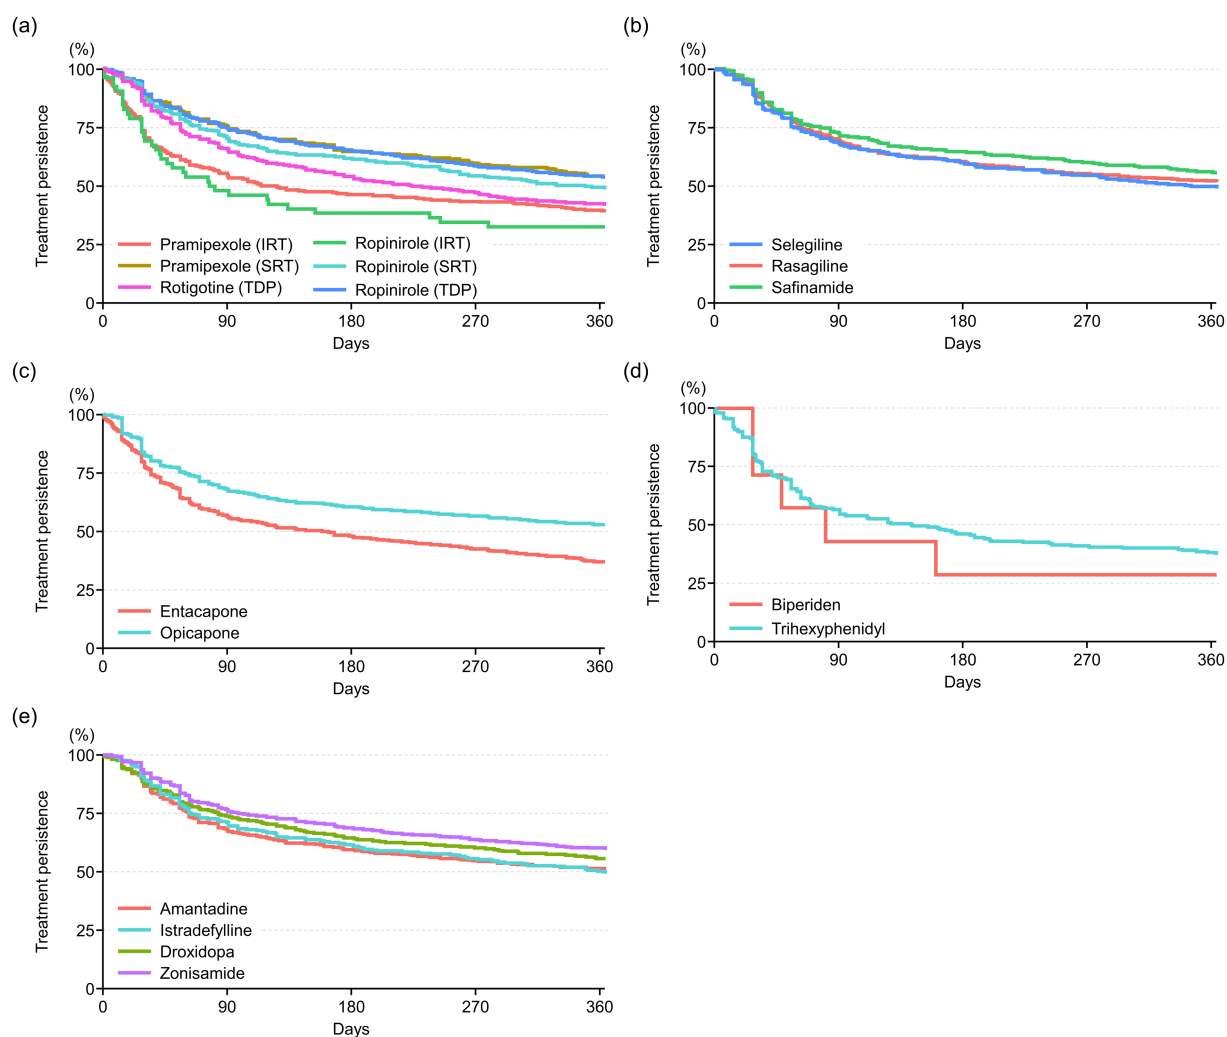 (a)
(%)
Treatment persistence
100
75
50
25
0
Pramipexole (IRT)
Pramipexole (SRT)
Rotigotine (TDP)
Ropinirole (IRT)
Ropinirole (SRT)
Ropinirole (TDP)
0 90 180 270 360
Days
(b)
(%)
Treatment persistence
100
75
50
25
0
Selegiline
Rasagiline
Safinamide
0 90 180 270 360
Days
(c)
(%)
Treatment persistence
100
75
50
25
0
Entacapone
Opicapone
0 90 180 270 360
Days
(d)
(%)
Treatment persistence
100
75
50
25
0
Biperiden
Trihexyphenidyl
0 90 180 270 360
Days
(e)
(%)
Treatment persistence
100
75
50
25
0
Amantadine
Istradefylline
Droxidopa
Zonisamide
0 90 180 270 360
Days